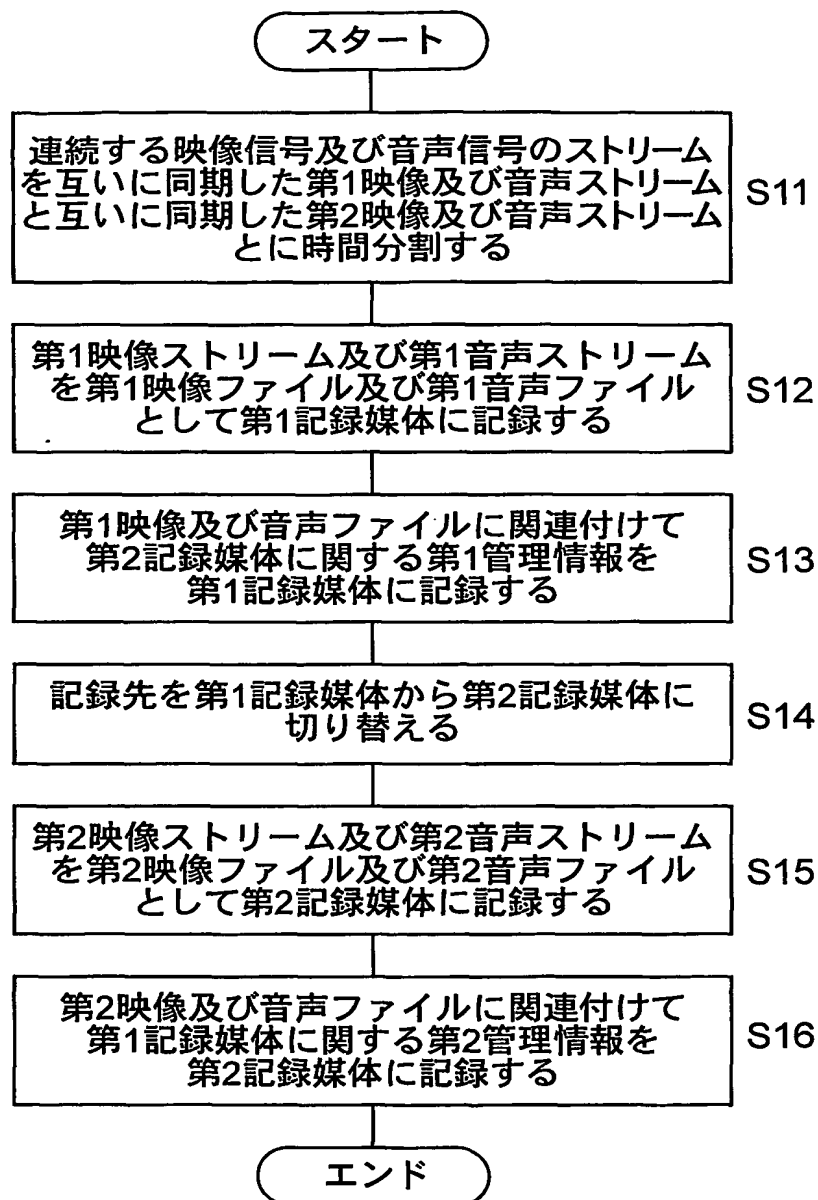 スタート
連続する映像信号及び音声信号のストリーム
を互いに同期した第1映像及び音声ストリーム
と互いに同期した第2映像及び音声ストリーム
とに時間分割する
S11
第1映像ストリーム及び第1音声ストリーム
を第1映像ファイル及び第1音声ファイル
として第1記録媒体に記録する
S12
第1映像及び音声ファイルに関連付けて
第2記録媒体に関する第1管理情報を
第1記録媒体に記録する
S13
記録先を第1記録媒体から第2記録媒体に
切り替える
S14
第2映像ストリーム及び第2音声ストリーム
を第2映像ファイル及び第2音声ファイル
として第2記録媒体に記録する
S15
第2映像及び音声ファイルに関連付けて
第1記録媒体に関する第2管理情報を
第2記録媒体に記録する
S16
エンド